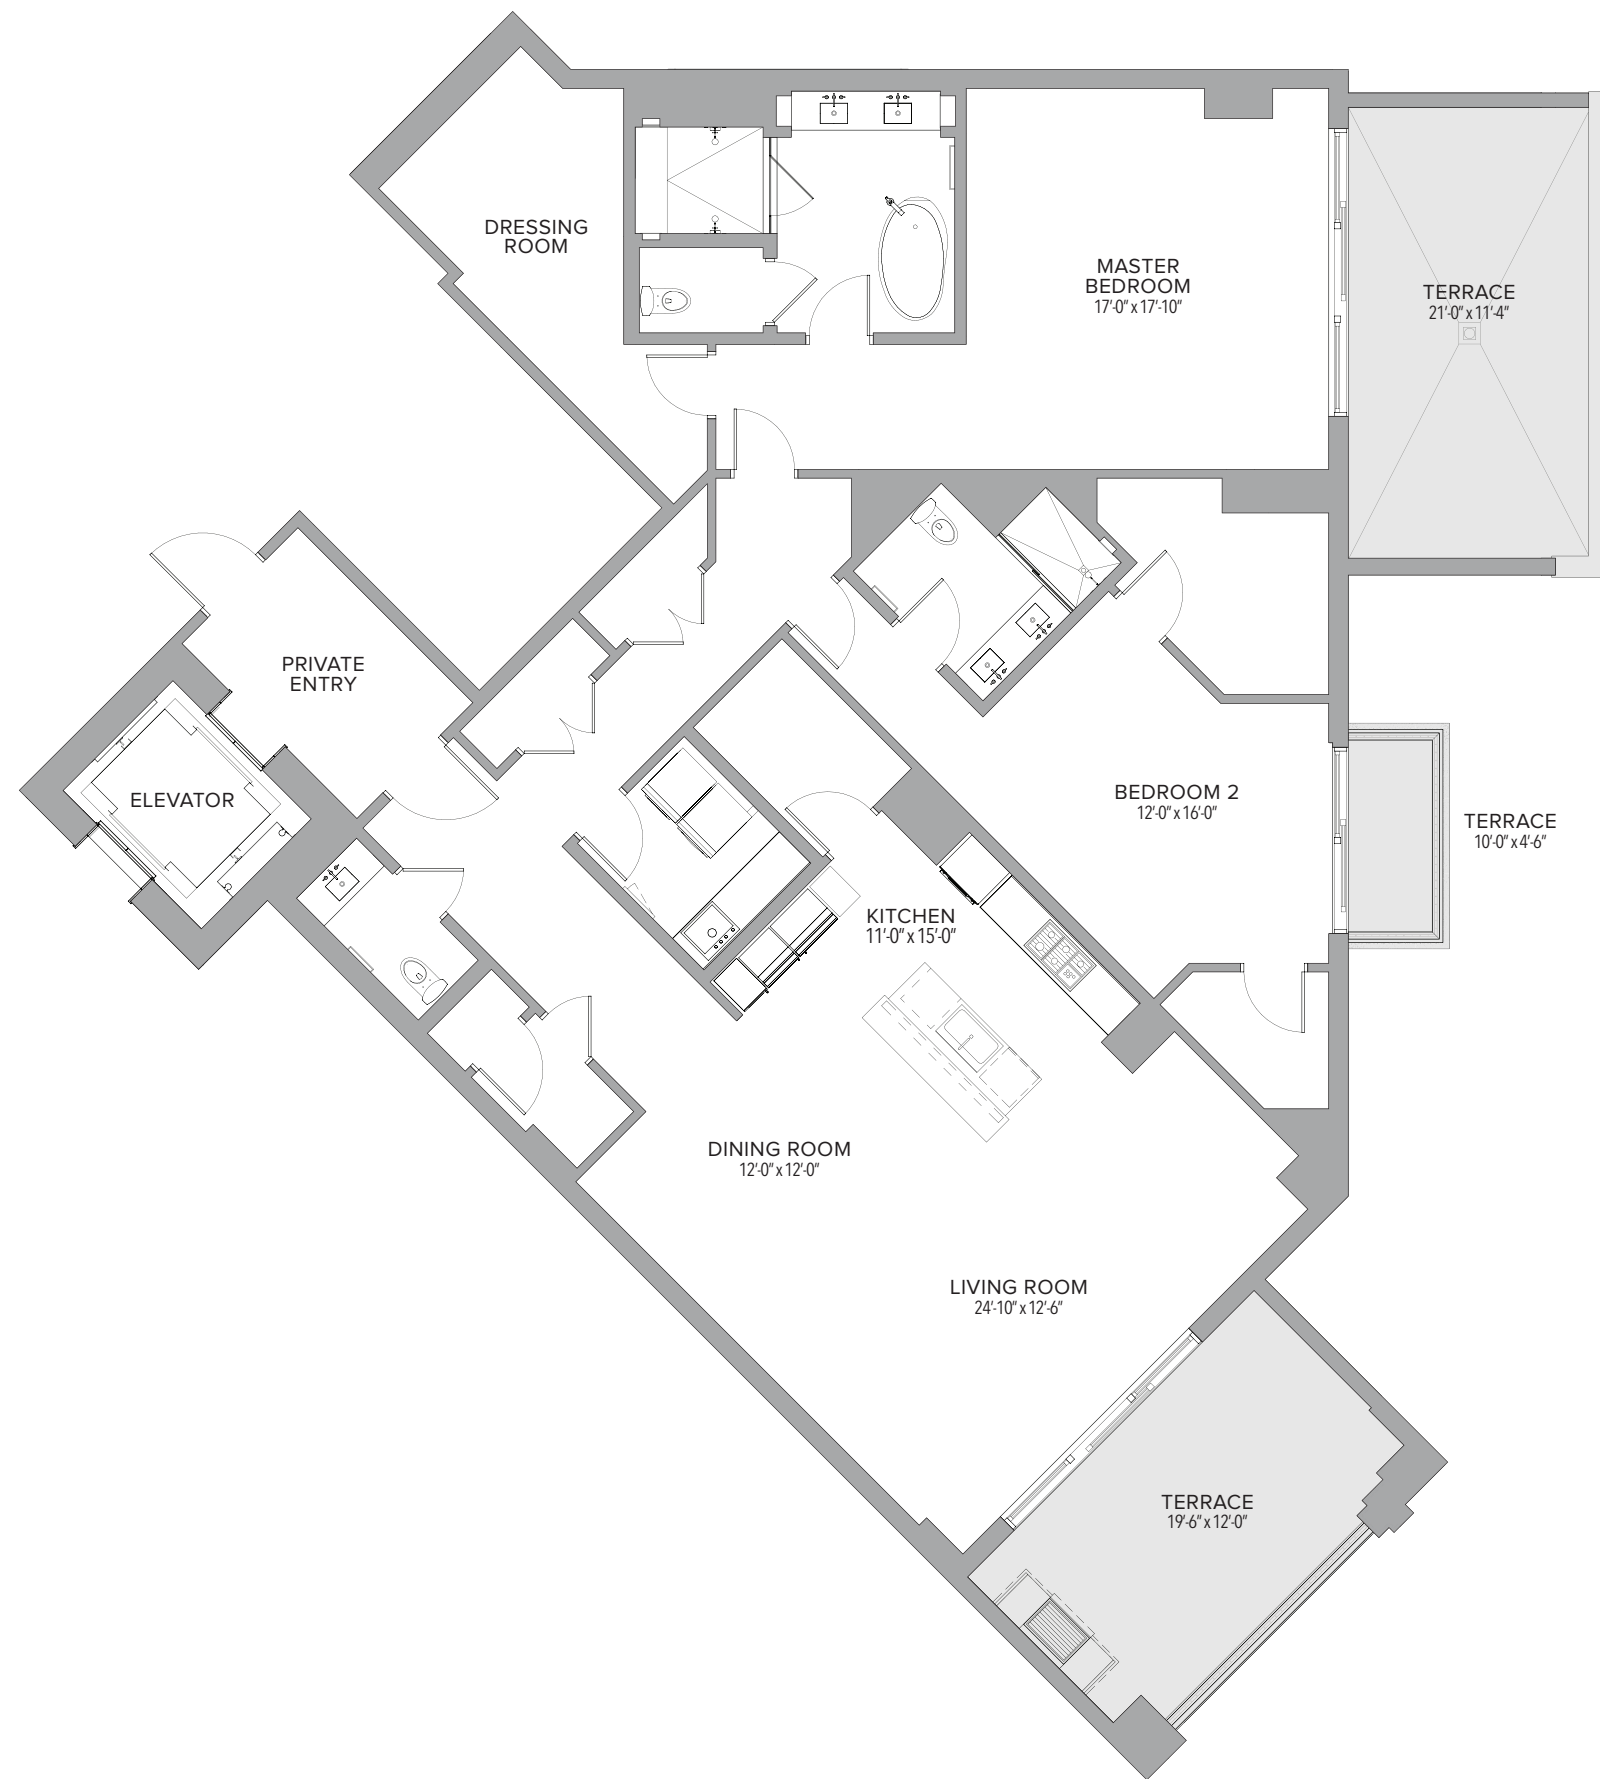 DRESSING
ROOM
MASTER
BEDROOM
17'-0" x 17'-10"
TERRACE
21'-0" x 11'-4"
PRIVATE
ENTRY
ELEVATOR
BEDROOM 2
12'-0" x 16'-0"
TERRACE
10'-0" x 4'-6"
KITCHEN
11'-0" x 15'-0"
DINING ROOM
12'-0" x 12'-0"
LIVING ROOM
24'-10" x 12'-6"
TERRACE
19'-6" x 12'-0"